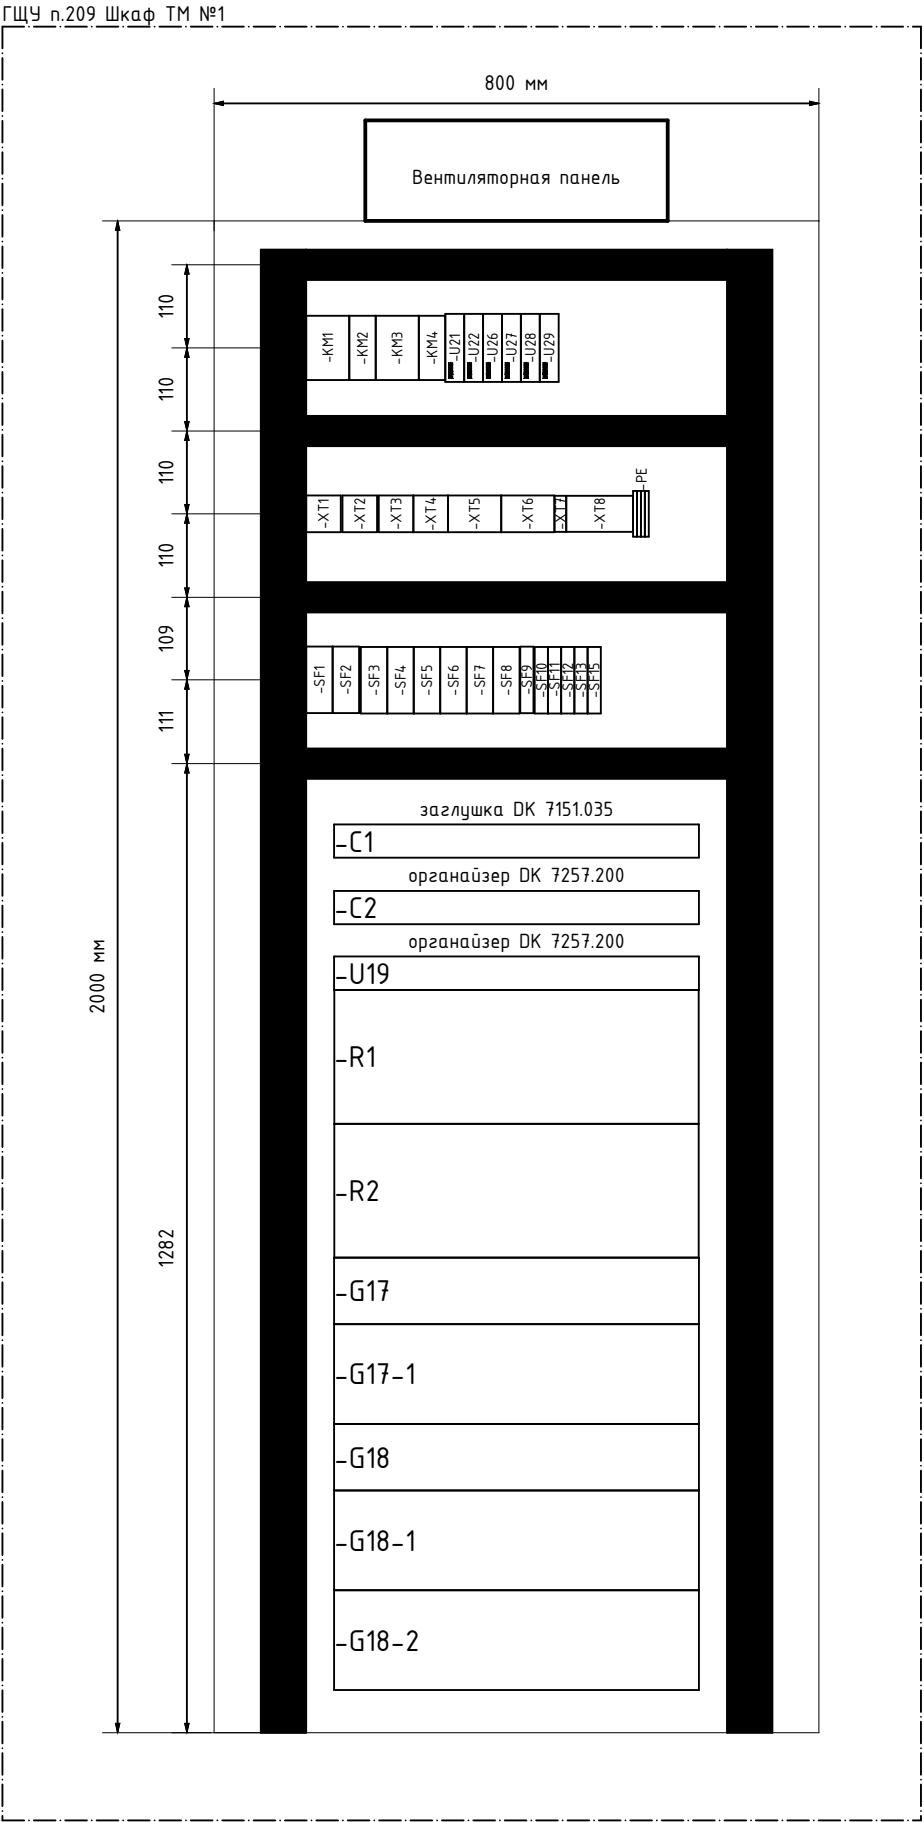 ГЩУ п.209 Шкаф ТМ №1
800 мм
Вентиляторная панель
110
-KM1
-KM2
-KM3
-KM4
-U21
-U22
-U26
-U27
-U28
-U29
110
110
-XT1
-XT2
-XT3
-XT4
-XT5
-XT6
-XT7
-XT8
-PE
110
109
-SF1
-SF2
-SF3
-SF4
-SF5
-SF6
-SF7
-SF8
-SF9
-SF10
-SF11
-SF12
-SF13
-SF15
111
заглушка DK 7151.035
-C1
органайзер DK 7257.200
-C2
органайзер DK 7257.200
-U19
2000 мм
-R1
-R2
1282
-G17
-G17-1
-G18
-G18-1
-G18-2